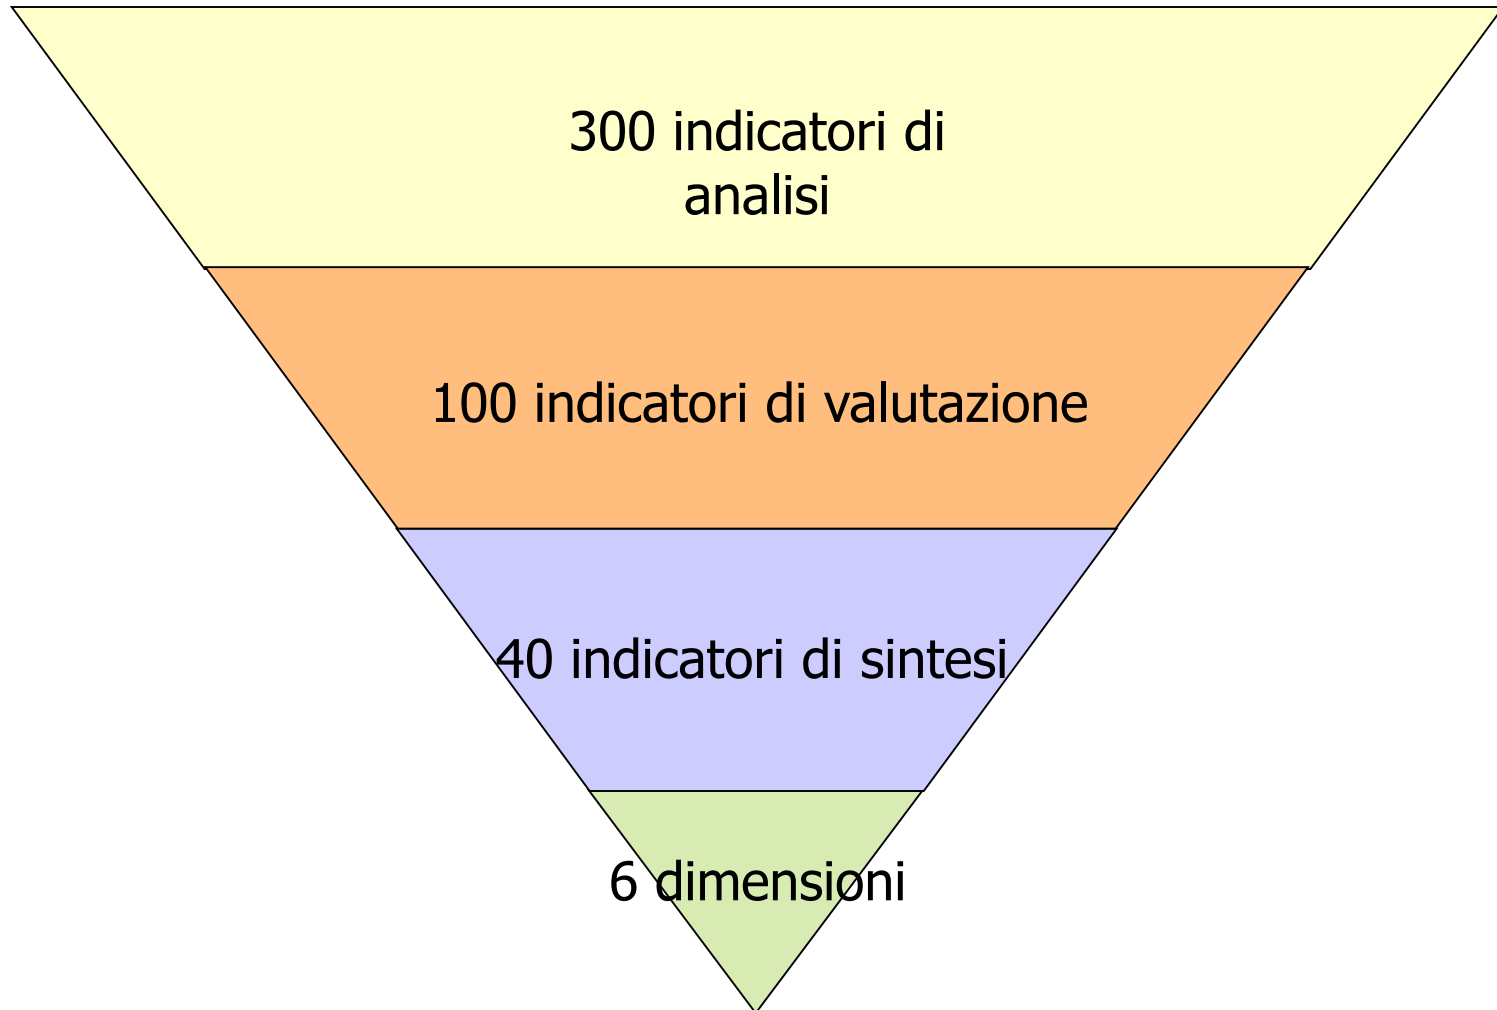 300 indicatori di
analisi
100 indicatori di valutazione
40 indicatori di sintesi
6 dimensioni